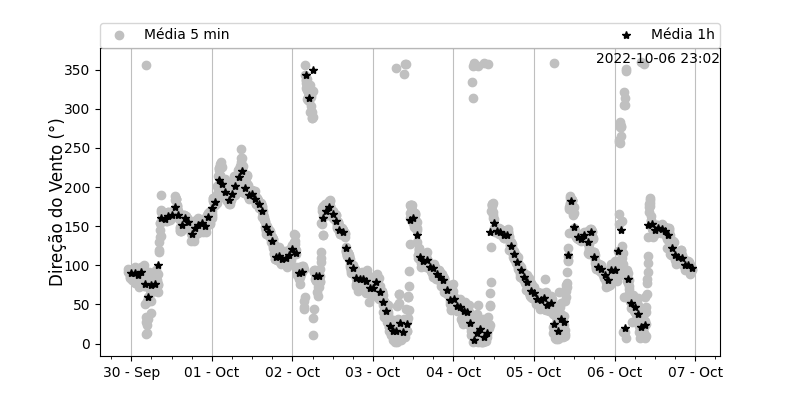 Média 5 min
Média 1h
2022-10-06 23:02
Direção do Vento (°)
350
300
250
200
150
100
50
0
30 - Sep
01 - Oct
02 - Oct
03 - Oct
04 - Oct
05 - Oct
06 - Oct
07 - Oct